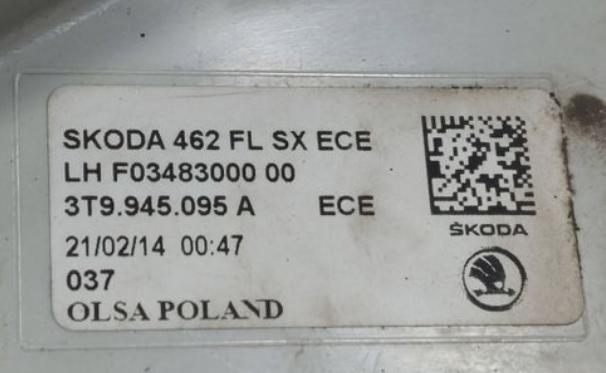 SKODA 462 FL SX ECE
LH F03483000 00
3T9.945.095 A ECE
21/02/14 00:47
037
OLSA POLAND
ŠKODA